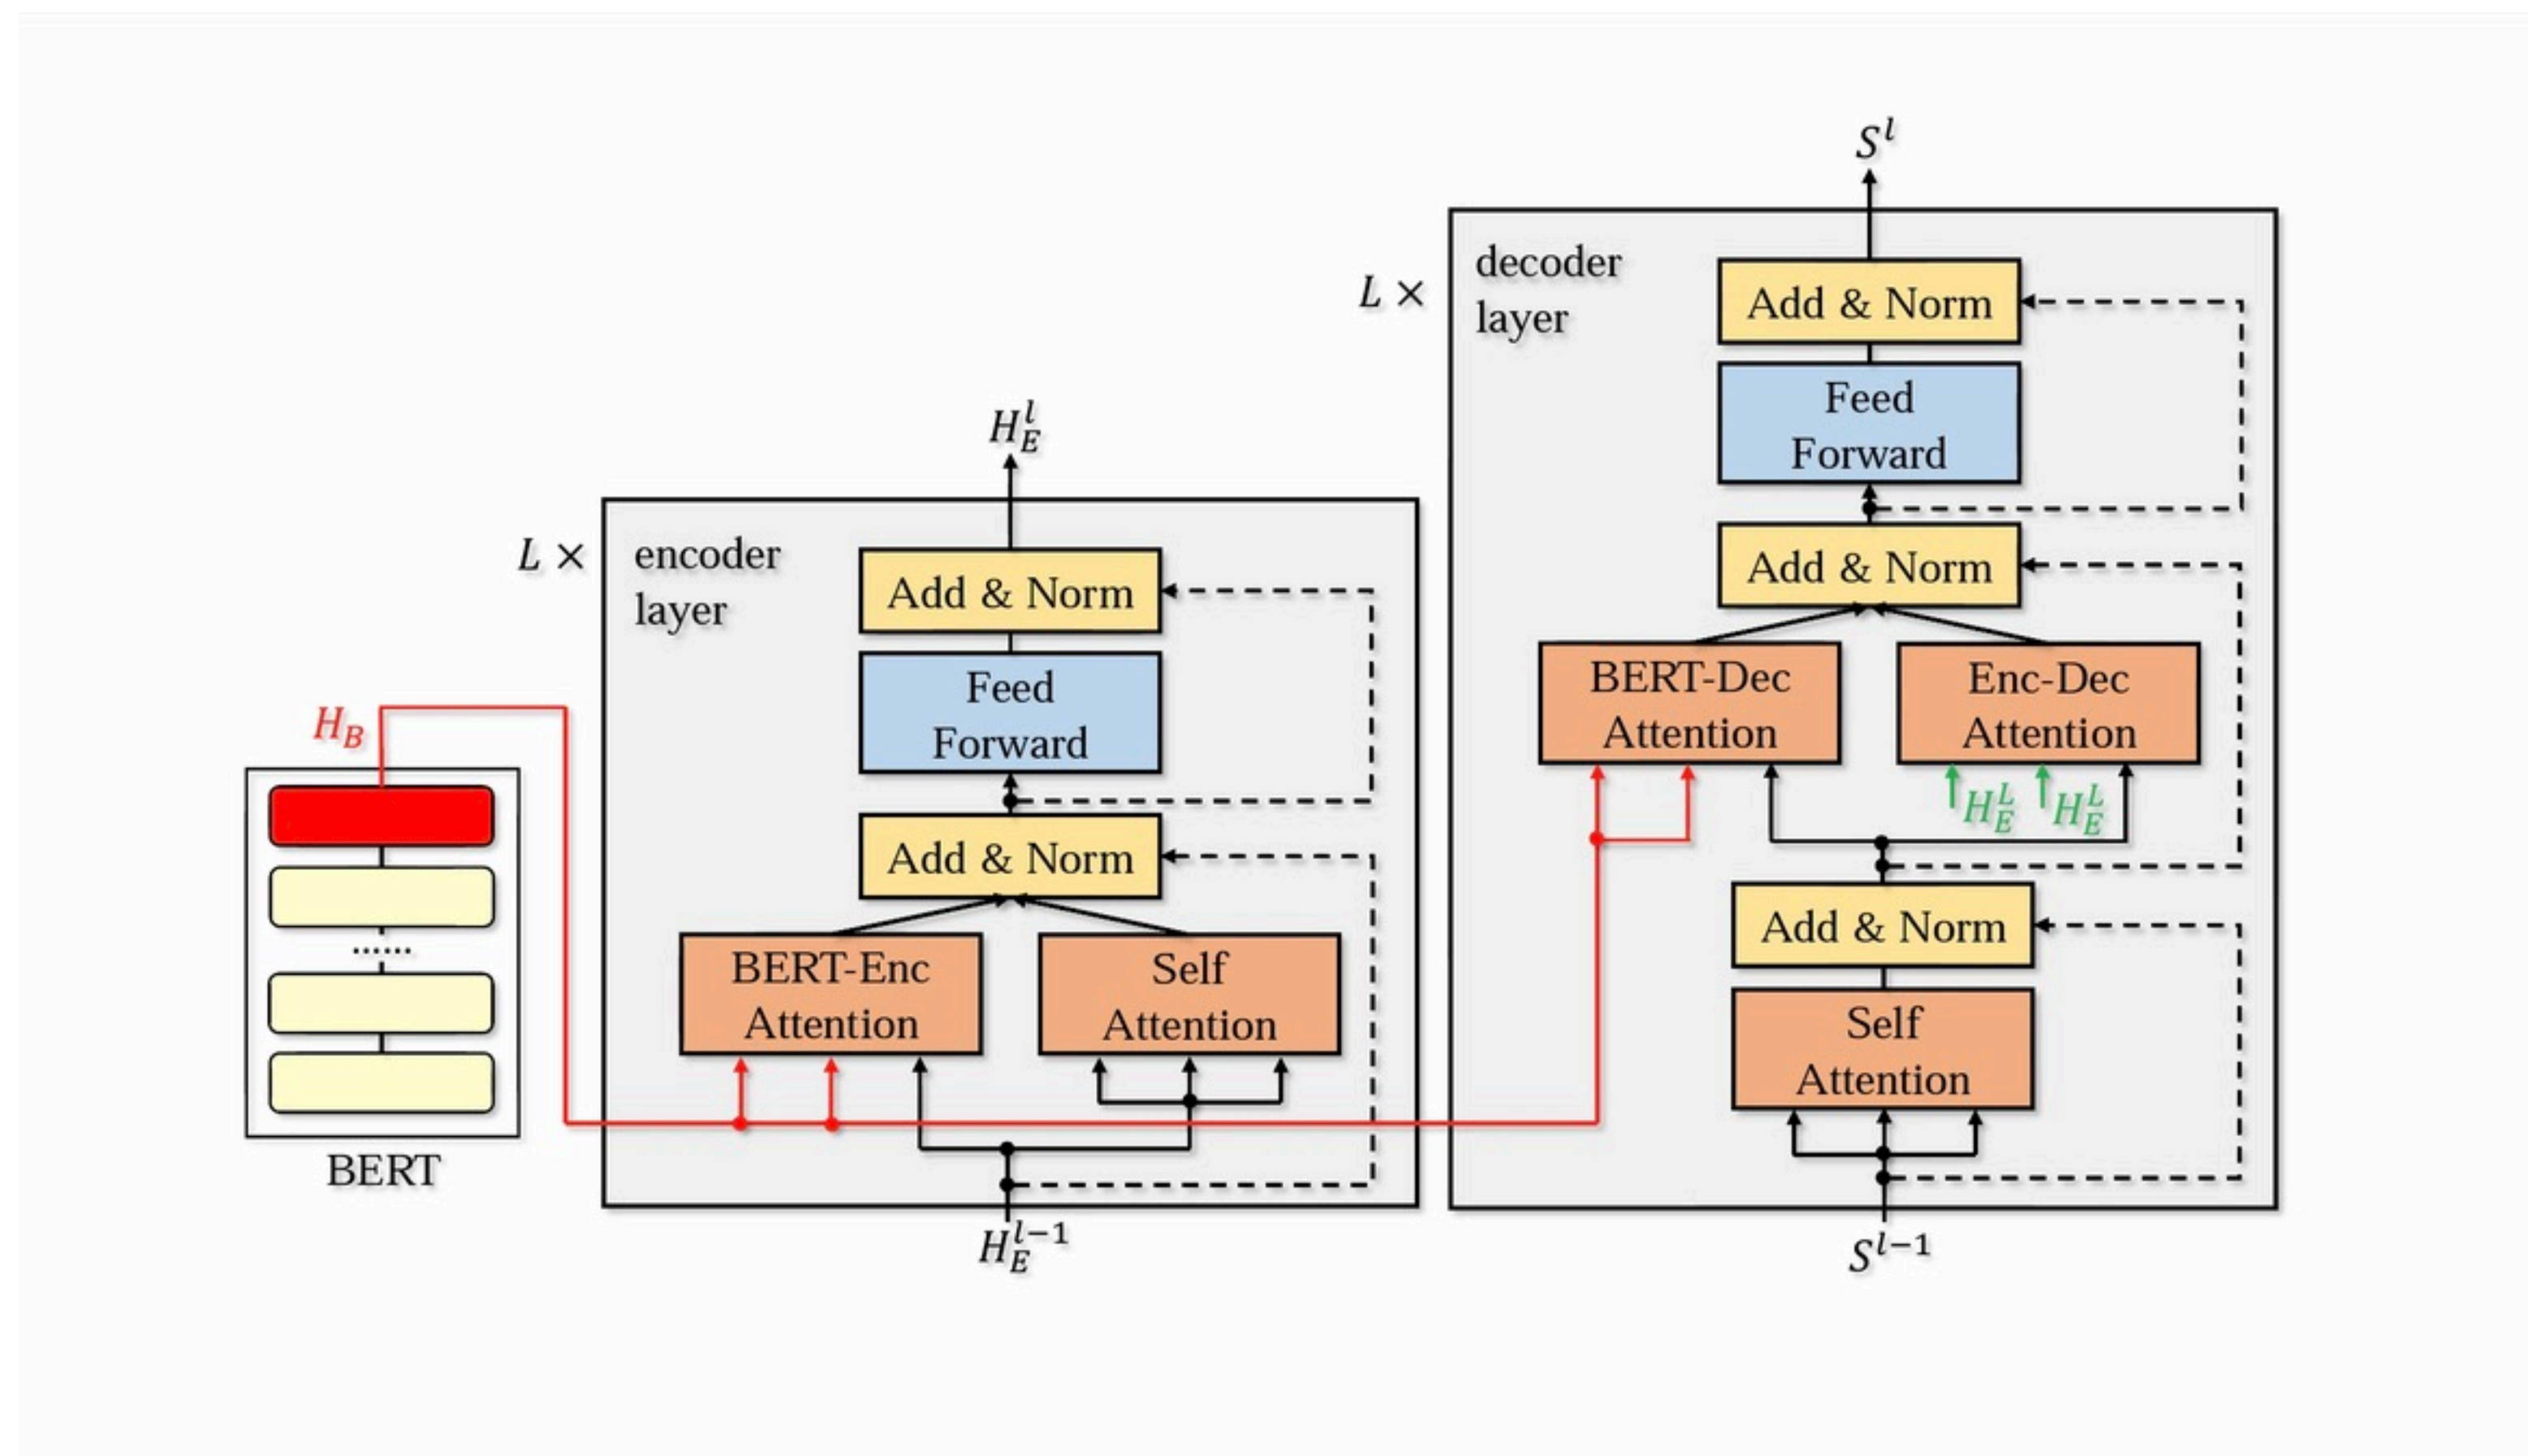 H_B
......
BERT
H_E^l
L ×
encoder
layer
Add & Norm
Feed
Forward
Add & Norm
BERT-Enc
Attention
Self
Attention
H_E^{l-1}
S^l
L ×
decoder
layer
Add & Norm
Feed
Forward
Add & Norm
BERT-Dec
Attention
Enc-Dec
Attention
H_E^L
H_E^L
Add & Norm
Self
Attention
S^{l-1}